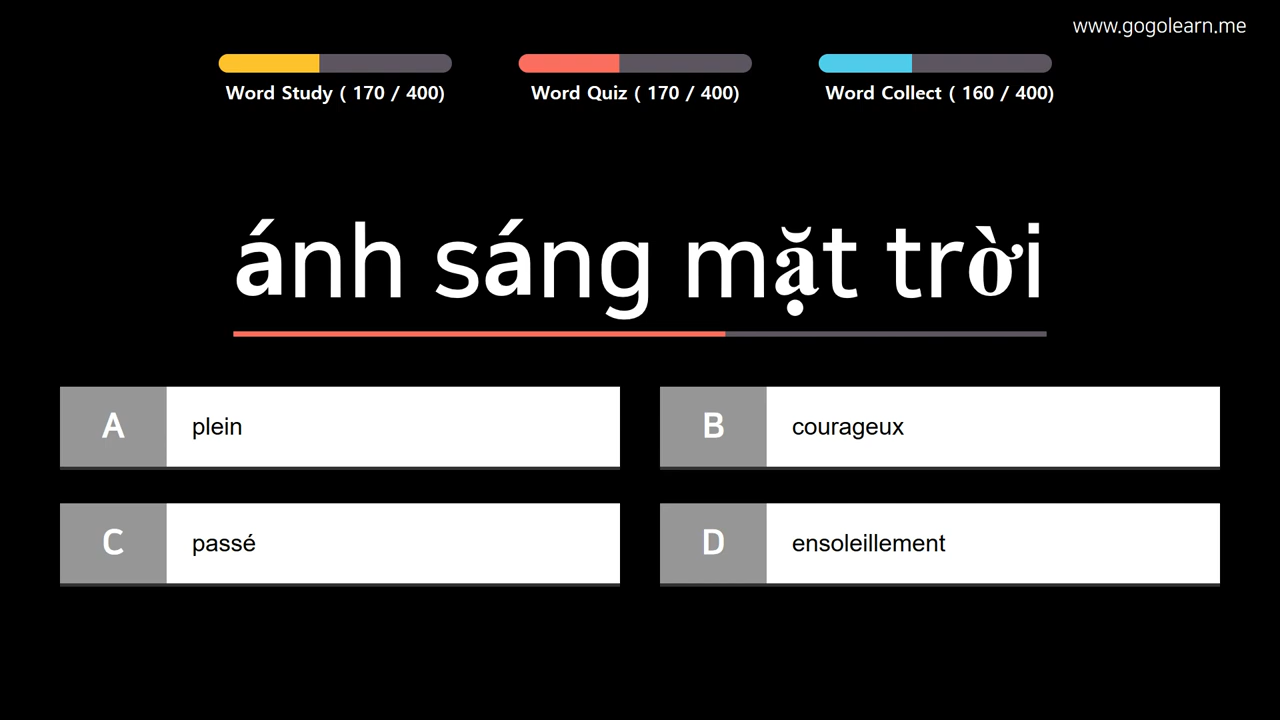 www.gogolearn.me
Word Study ( 170 / 400)
Word Quiz ( 170 / 400)
Word Collect ( 160 / 400)
ánh sáng mặt trời
A plein
B courageux
C passé
D ensoleillement